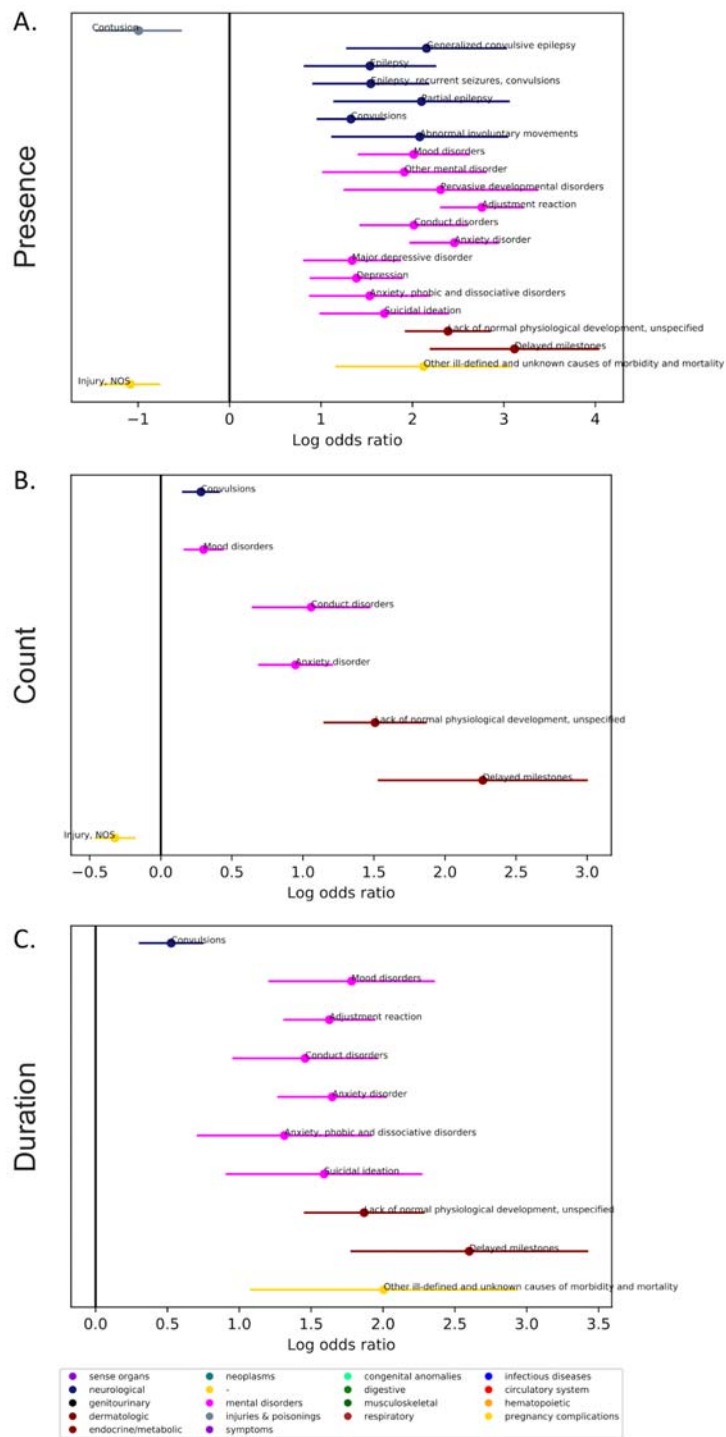 A.
Presence
Contusion
Generalized convulsive epilepsy
Epilepsy
Epilepsy, recurrent seizures, convulsions
Partial epilepsy
Convulsions
Abnormal involuntary movements
Mood disorders
Other mental disorder
Pervasive developmental disorders
Adjustment reaction
Conduct disorders
Anxiety disorder
Major depressive disorder
Depression
Anxiety, phobic and dissociative disorders
Suicidal ideation
Lack of normal physiological development, unspecified
Delayed milestones
Other ill-defined and unknown causes of morbidity and mortality
Injury, NOS
−1 0 1 2 3 4
Log odds ratio
B.
Count
Convulsions
Mood disorders
Conduct disorders
Anxiety disorder
Lack of normal physiological development, unspecified
Delayed milestones
Injury, NOS
−0.5 0.0 0.5 1.0 1.5 2.0 2.5 3.0
Log odds ratio
C.
Duration
Convulsions
Mood disorders
Adjustment reaction
Conduct disorders
Anxiety disorder
Anxiety, phobic and dissociative disorders
Suicidal ideation
Lack of normal physiological development, unspecified
Delayed milestones
Other ill-defined and unknown causes of morbidity and mortality
0.0 0.5 1.0 1.5 2.0 2.5 3.0 3.5
Log odds ratio
sense organs neoplasms congenital anomalies infectious diseases
neurological - digestive circulatory system
genitourinary mental disorders musculoskeletal hematopoietic
dermatologic injuries & poisonings respiratory pregnancy complications
endocrine/metabolic symptoms